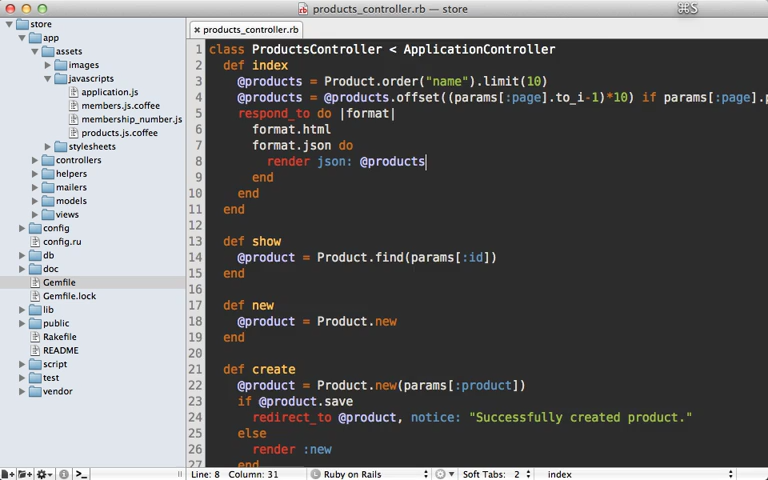 products_controller.rb — store
⌘S
store
app
assets
images
javascripts
application.js
members.js.coffee
membership_number.js
products.js.coffee
stylesheets
controllers
helpers
mailers
models
views
config
config.ru
db
doc
Gemfile
Gemfile.lock
lib
public
Rakefile
README
script
test
vendor
products_controller.rb
1 class ProductsController < ApplicationController
2 def index
3 @products = Product.order("name").limit(10)
4 @products = @products.offset((params[:page].to_i-1)*10) if params[:page].p
5 respond_to do |format|
6 format.html
7 format.json do
8 render json: @products
9 end
10 end
11 end
12
13 def show
14 @product = Product.find(params[:id])
15 end
16
17 def new
18 @product = Product.new
19 end
20
21 def create
22 @product = Product.new(params[:product])
23 if @product.save
24 redirect_to @product, notice: "Successfully created product."
25 else
26 render :new
27 end
Line: 8 Column: 31 Ruby on Rails Soft Tabs: 2 index